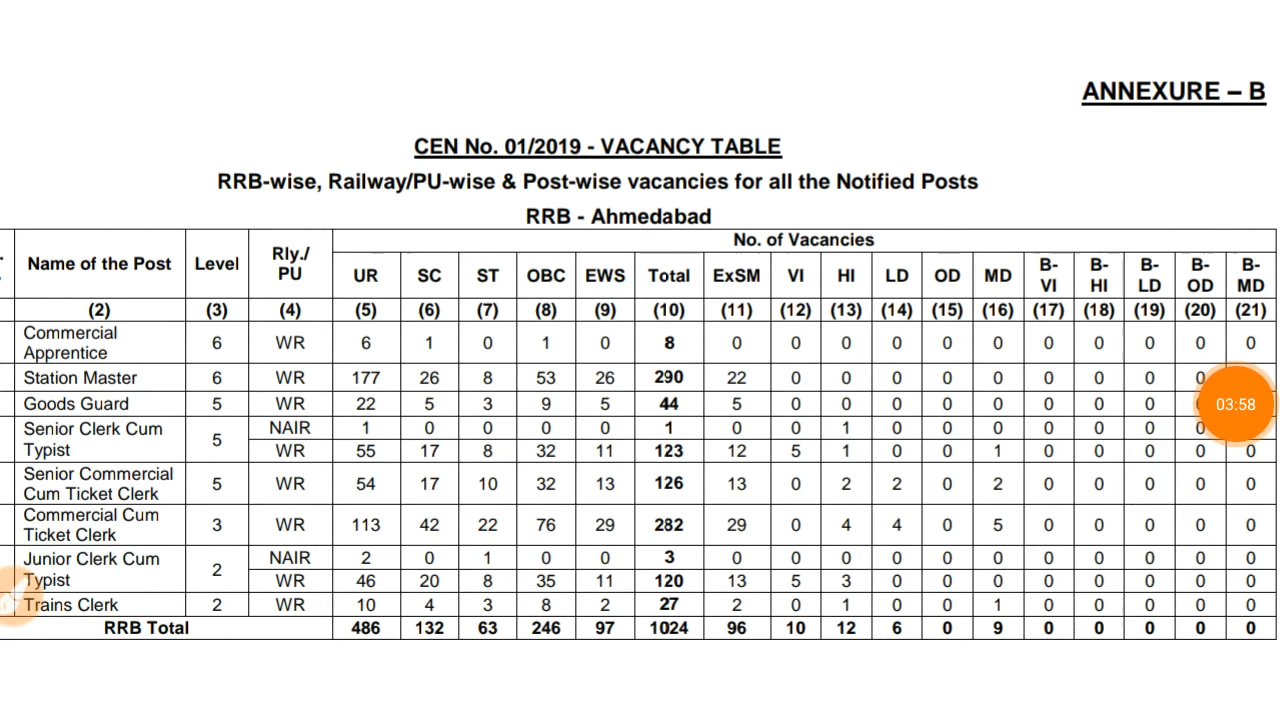 ANNEXURE – B
CEN No. 01/2019 - VACANCY TABLE
RRB-wise, Railway/PU-wise & Post-wise vacancies for all the Notified Posts
RRB - Ahmedabad
Name of the Post Level Rly./ PU No. of Vacancies
UR SC ST OBC EWS Total ExSM VI HI LD OD MD B-VI B-HI B-LD B-OD B-MD
(2) (3) (4) (5) (6) (7) (8) (9) (10) (11) (12) (13) (14) (15) (16) (17) (18) (19) (20) (21)
Commercial Apprentice 6 WR 6 1 0 1 0 8 0 0 0 0 0 0 0 0 0 0 0
Station Master 6 WR 177 26 8 53 26 290 22 0 0 0 0 0 0 0 0 0
Goods Guard 5 WR 22 5 3 9 5 44 5 0 0 0 0 0 0 0 0
03:58
Senior Clerk Cum Typist 5 NAIR 1 0 0 0 0 1 0 0 1 0 0 0 0 0 0 0
WR 55 17 8 32 11 123 12 5 1 0 0 1 0 0 0 0 0
Senior Commercial Cum Ticket Clerk 5 WR 54 17 10 32 13 126 13 0 2 2 0 2 0 0 0 0 0
Commercial Cum Ticket Clerk 3 WR 113 42 22 76 29 282 29 0 4 4 0 5 0 0 0 0 0
Junior Clerk Cum Typist 2 NAIR 2 0 1 0 0 3 0 0 0 0 0 0 0 0 0 0 0
WR 46 20 8 35 11 120 13 5 3 0 0 0 0 0 0 0 0
Trains Clerk 2 WR 10 4 3 8 2 27 2 0 1 0 0 1 0 0 0 0 0
RRB Total 486 132 63 246 97 1024 96 10 12 6 0 9 0 0 0 0 0